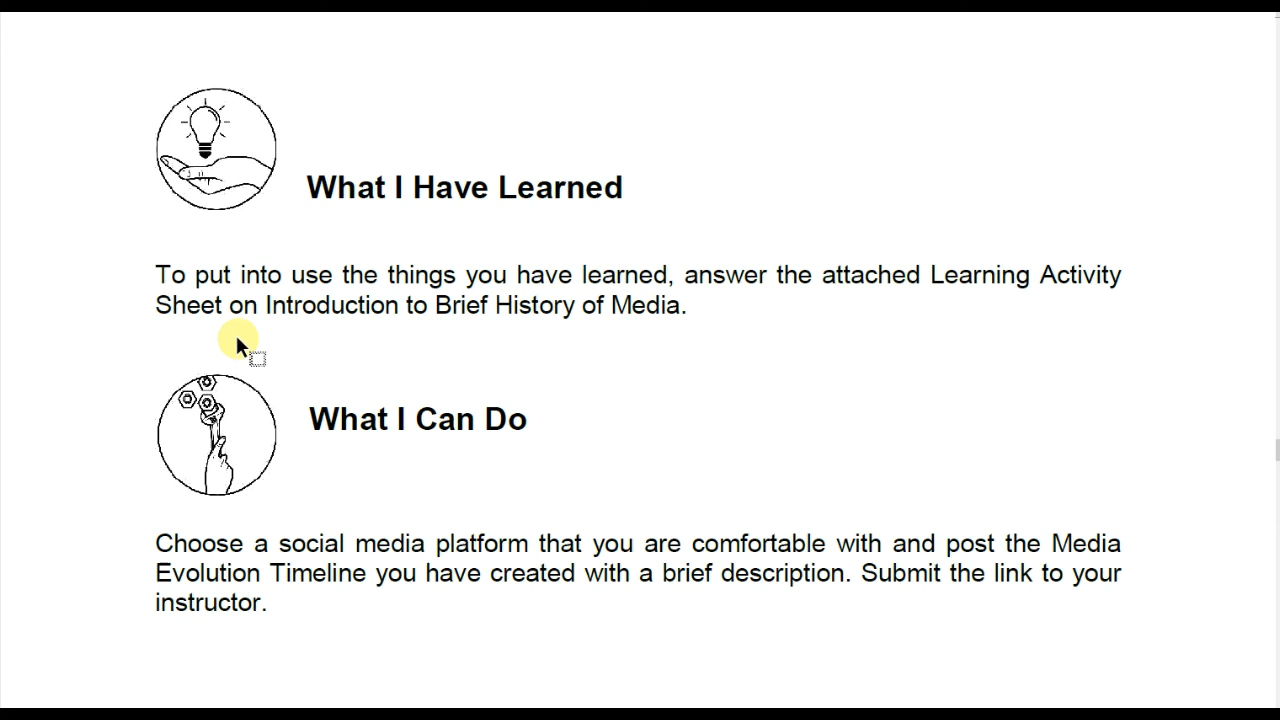 What I Have Learned
To put into use the things you have learned, answer the attached Learning Activity
Sheet on Introduction to Brief History of Media.
What I Can Do
Choose a social media platform that you are comfortable with and post the Media
Evolution Timeline you have created with a brief description. Submit the link to your
instructor.